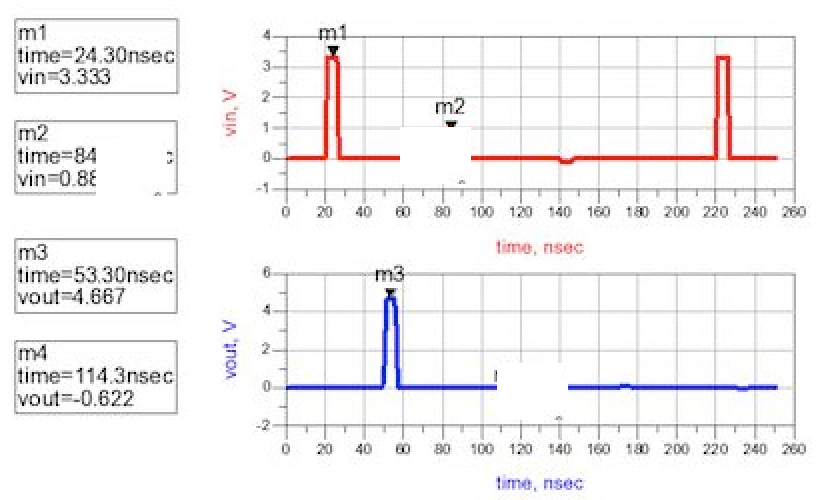 m1
time=24.30nsec
vin=3.333
m2
time=84
vin=0.88
m3
time=53.30nsec
vout=4.667
m4
time=114.3nsec
vout=-0.622
m1
m2
vin, V
4
3
2
1
0
-1
0 20 40 60 80 100 120 140 160 180 200 220 240 260
time, nsec
m3
vout, V
6
4
2
0
-2
0 20 40 60 80 100 120 140 160 180 200 220 240 260
time, nsec